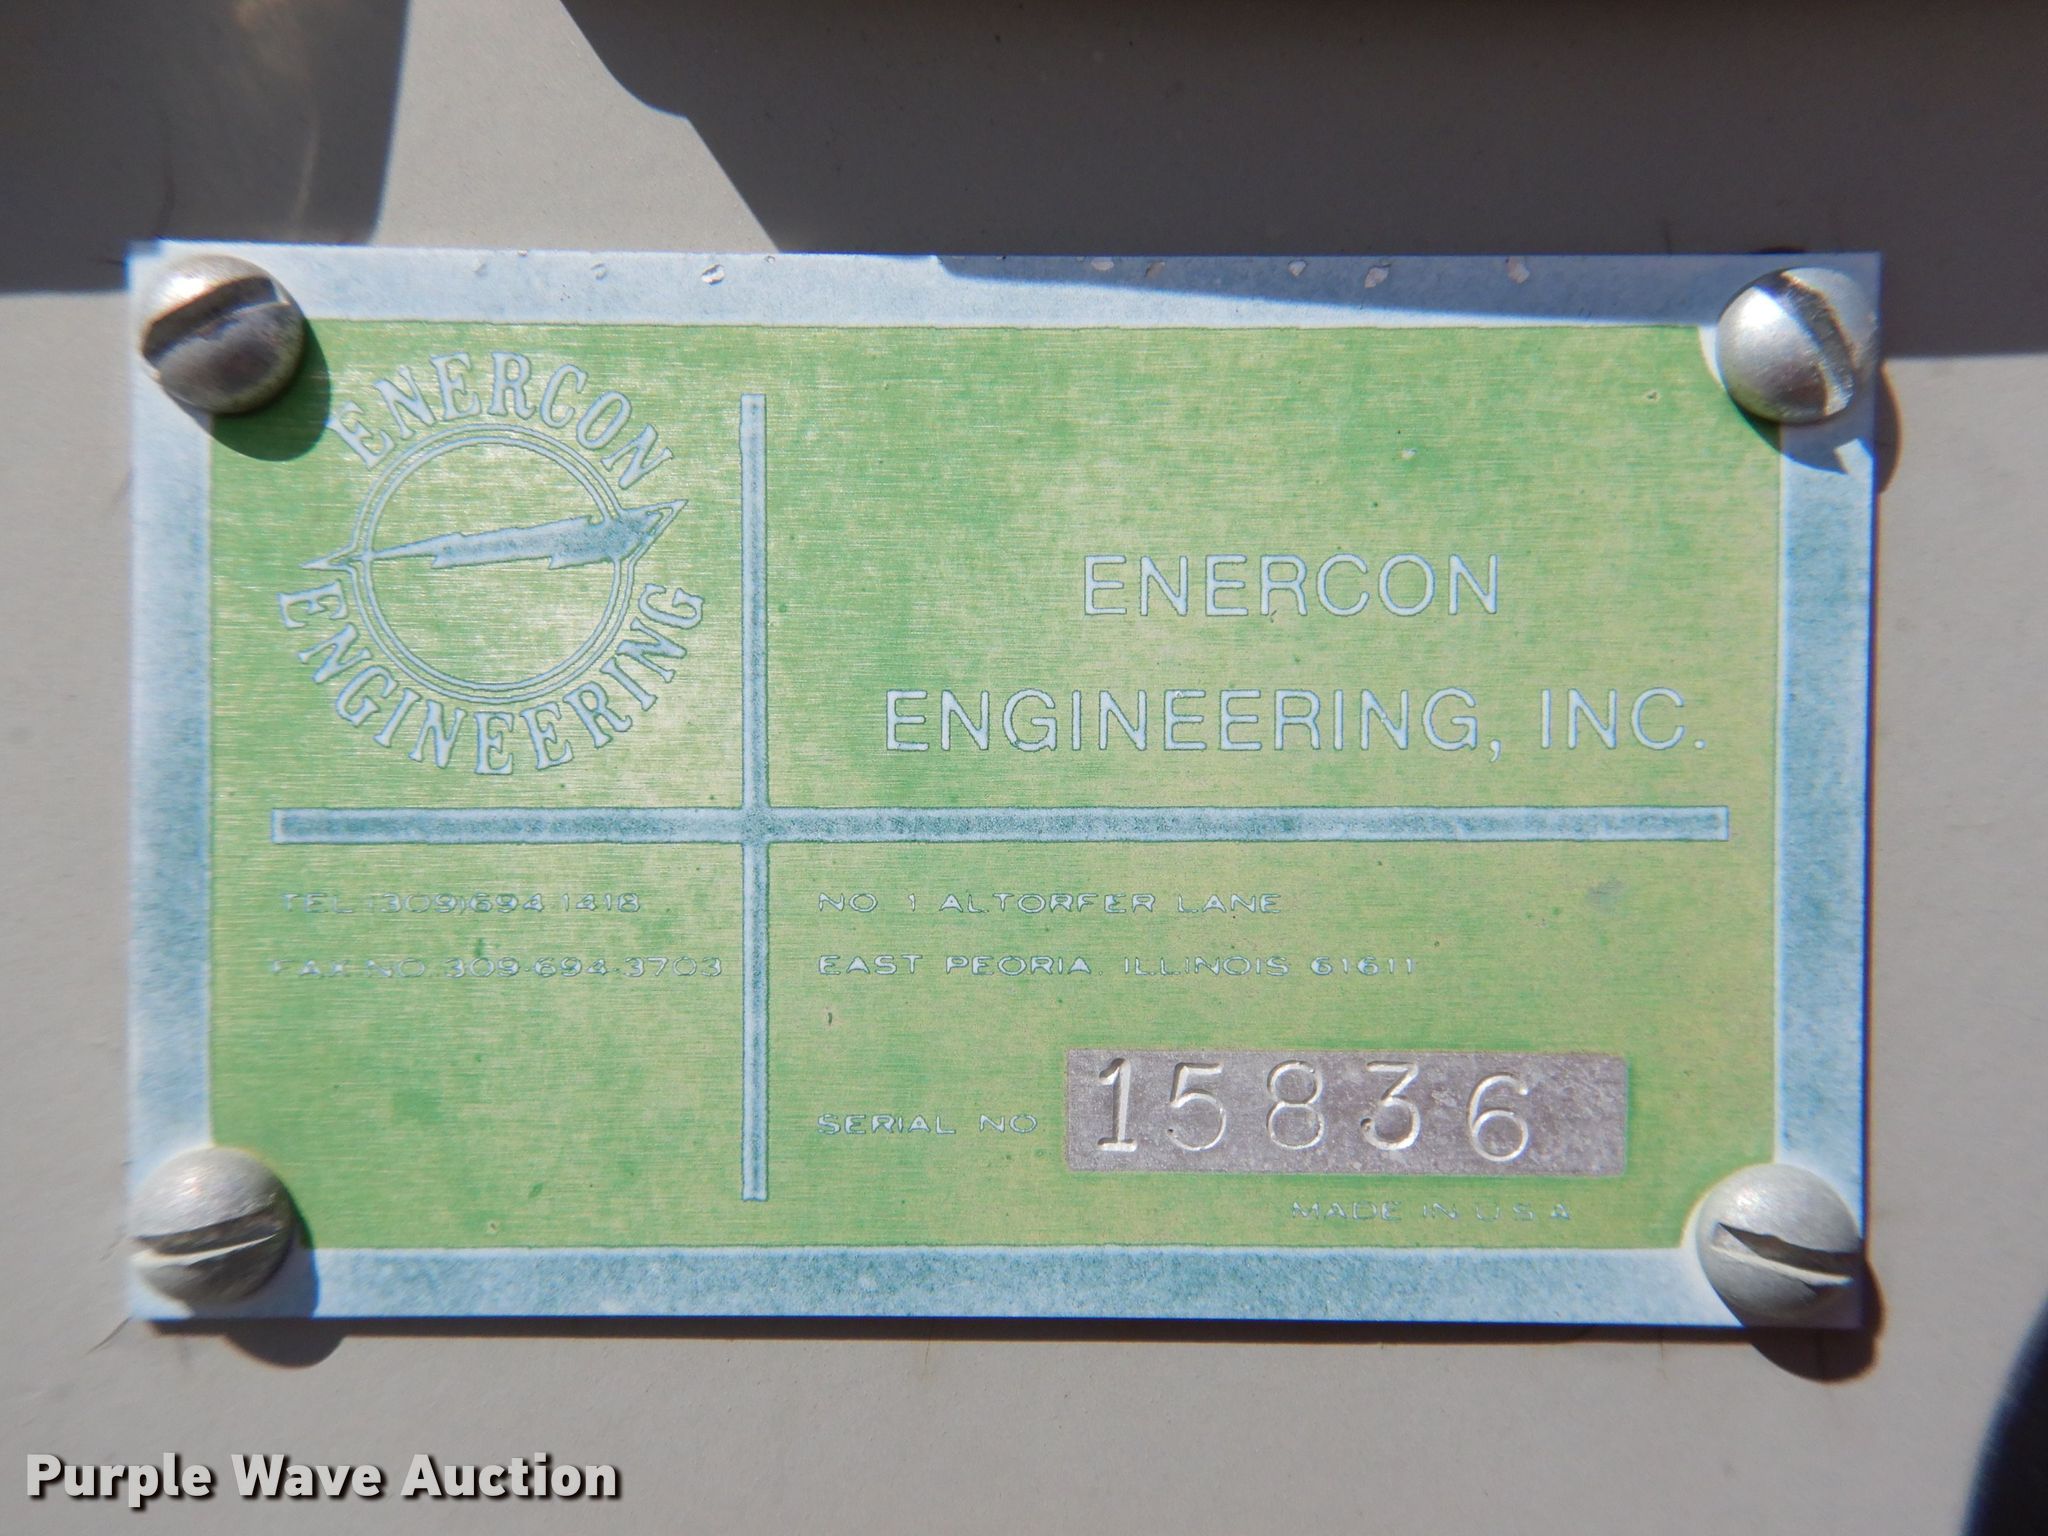 ENERCON
ENGINEERING
ENERCON
ENGINEERING, INC.
TEL (309)694 1418
FAX NO. 309-694-3703
NO. 1 ALTORFER LANE
EAST PEORIA, ILLINOIS 61611
SERIAL NO 15836
MADE IN U S A
Purple Wave Auction